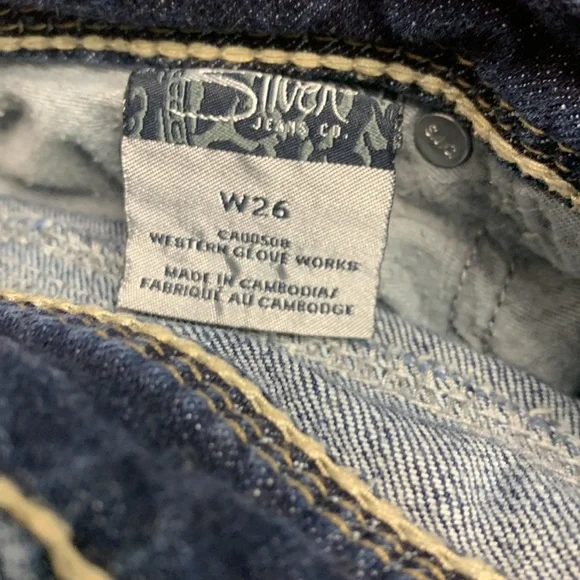 Silver
JEANS CO.
W26
CA00508
WESTERN GLOVE WORKS
MADE IN CAMBODIA/
FABRIQUÉ AU CAMBODGE